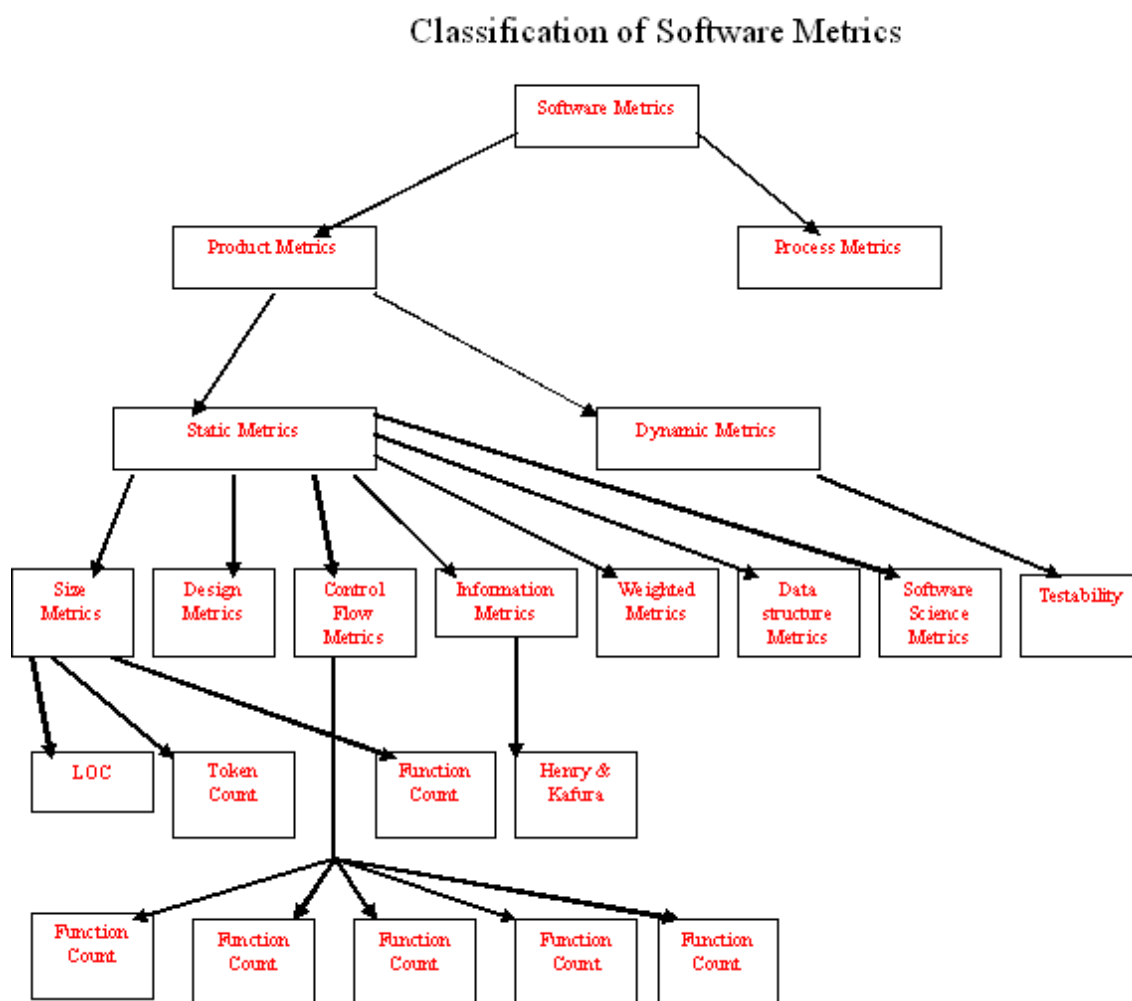 Classification of Software Metrics
Software Metrics
Product Metrics
Process Metrics
Static Metrics
Dynamic Metrics
Size
Metrics
Design
Metrics
Control
Flow
Metrics
Information
Metrics
Weighted
Metrics
Data
structure
Metrics
Software
Science
Metrics
Testability
LOC
Token
Count
Function
Count
Henry &
Kafura
Function
Count
Function
Count
Function
Count
Function
Count
Function
Count